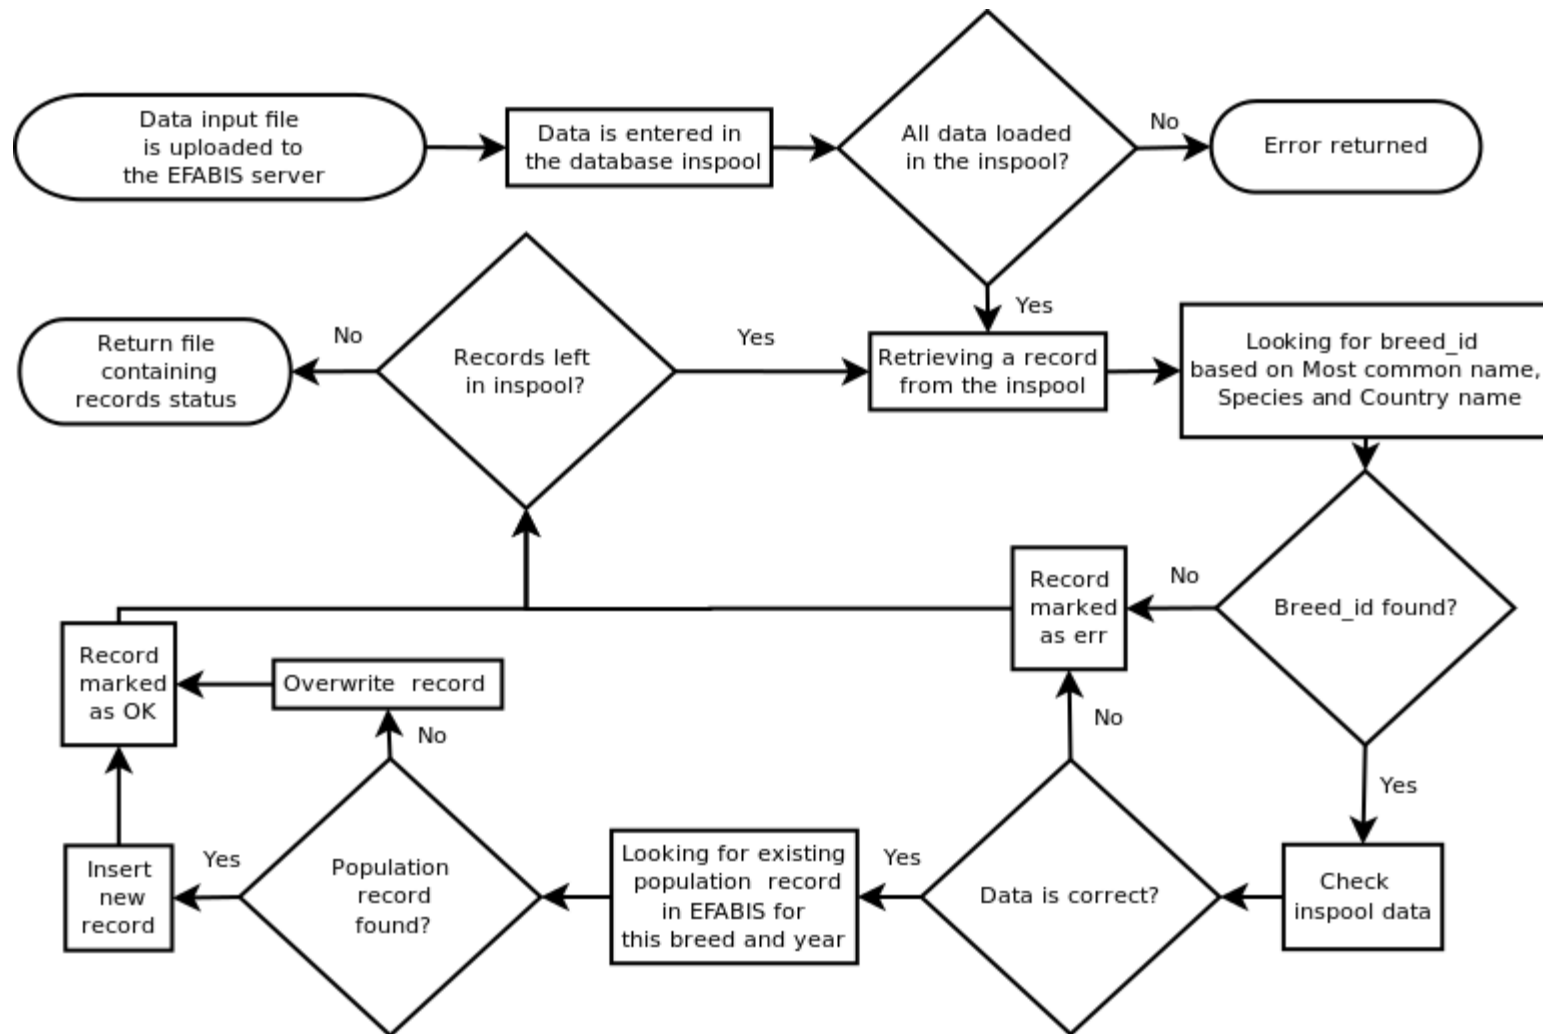 Data input file
is uploaded to
the EFABIS server
Data is entered in
the database inspool
All data loaded
in the inspool?
No
Error returned
Yes
Return file
containing
records status
No
Records left
in inspool?
Yes
Retrieving a record
from the inspool
Looking for breed_id
based on Most common name,
Species and Country name
Record
marked
as err
No
Breed_id found?
Record
marked
as OK
Overwrite record
No
No
Yes
Insert
new
record
Yes
Population
record
found?
Looking for existing
population record
in EFABIS for
this breed and year
Yes
Data is correct?
Check
inspool data